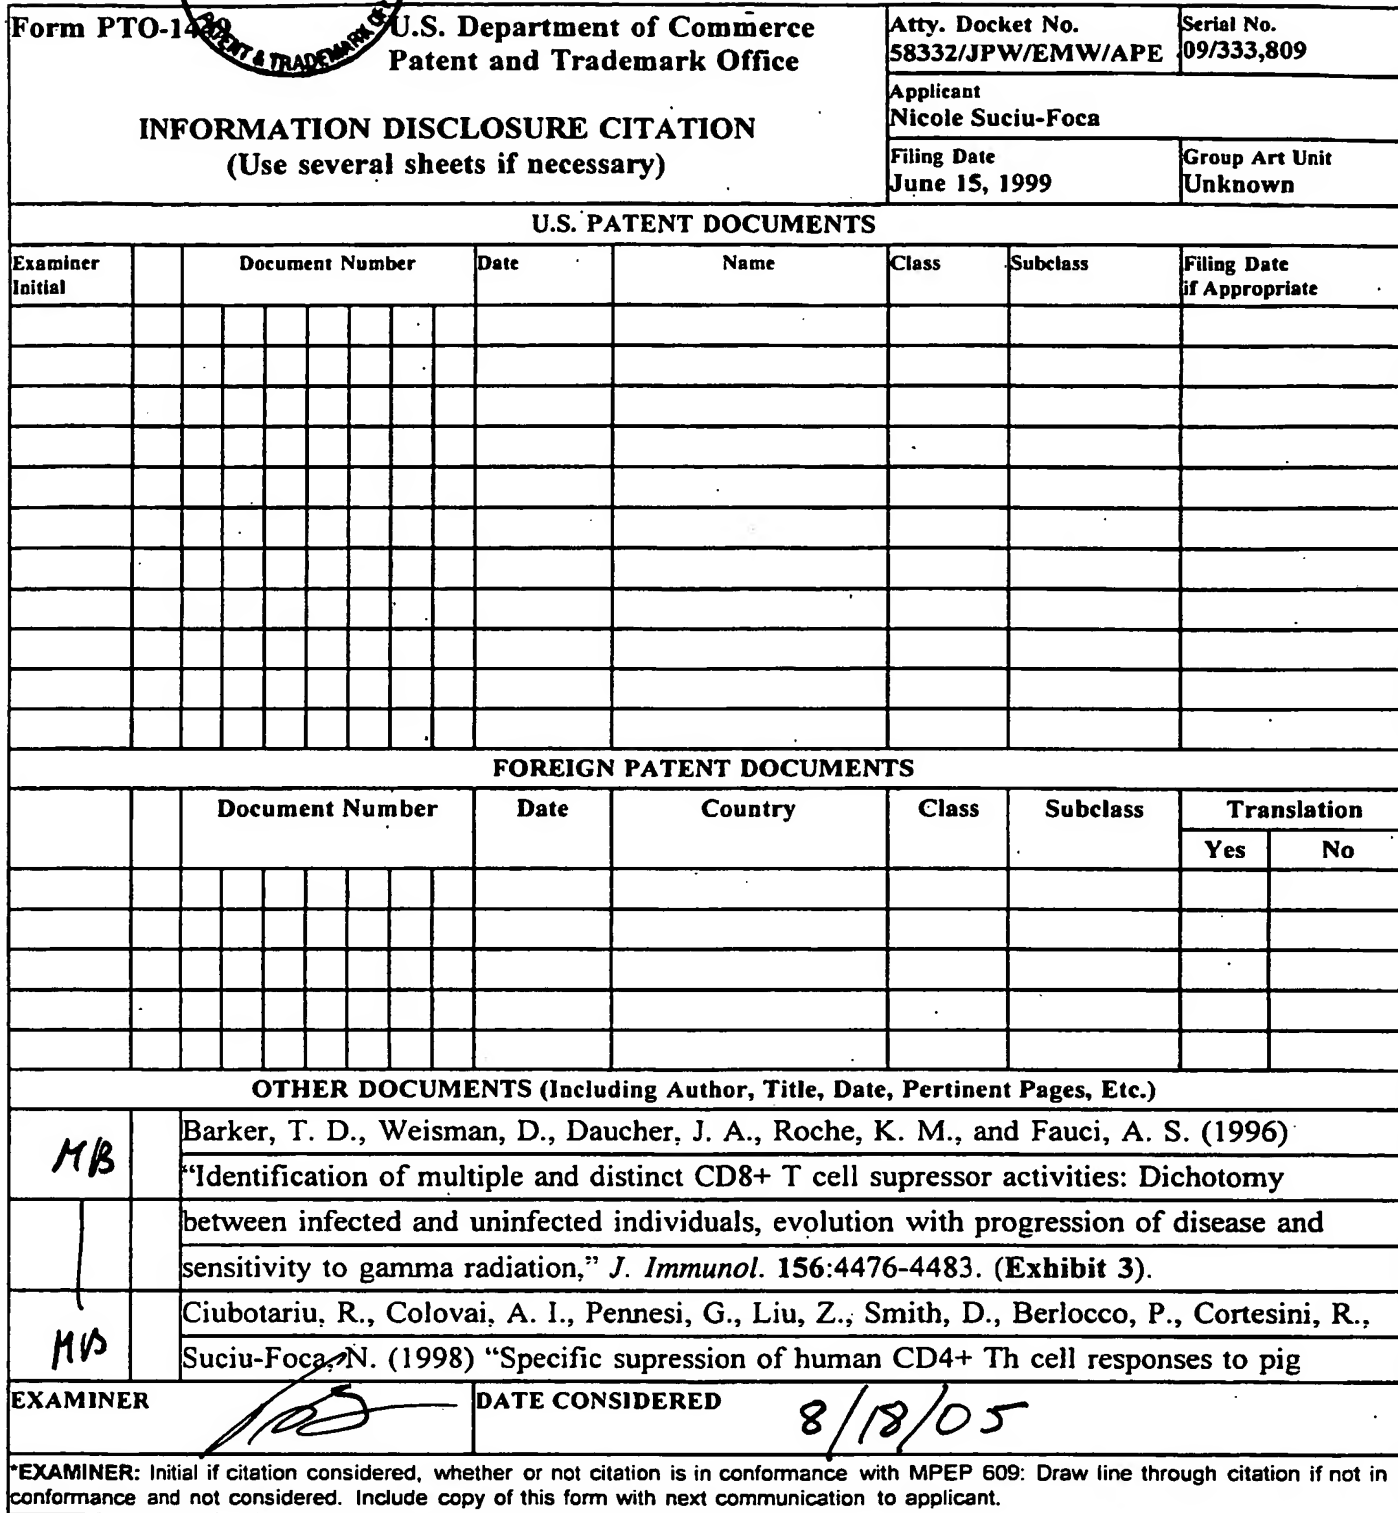 Form PTO-14
PATENT & TRADEMARK OFF
U.S. Department of Commerce
Patent and Trademark Office
INFORMATION DISCLOSURE CITATION
(Use several sheets if necessary)
Atty. Docket No.
58332/JPW/EMW/APE
Serial No.
09/333,809
Applicant
Nicole Suciu-Foca
Filing Date
June 15, 1999
Group Art Unit
Unknown
U.S. PATENT DOCUMENTS
Examiner
Initial
Document Number
Date
Name
Class
Subclass
Filing Date
if Appropriate
FOREIGN PATENT DOCUMENTS
Document Number
Date
Country
Class
Subclass
Translation
Yes
No
OTHER DOCUMENTS (Including Author, Title, Date, Pertinent Pages, Etc.)
MB
Barker, T. D., Weisman, D., Daucher, J. A., Roche, K. M., and Fauci, A. S. (1996)
"Identification of multiple and distinct CD8+ T cell supressor activities: Dichotomy
between infected and uninfected individuals, evolution with progression of disease and
sensitivity to gamma radiation," J. Immunol. 156:4476-4483. (Exhibit 3).
MB
Ciubotariu, R., Colovai, A. I., Pennesi, G., Liu, Z., Smith, D., Berlocco, P., Cortesini, R.,
Suciu-Foca, N. (1998) "Specific supression of human CD4+ Th cell responses to pig
EXAMINER
DATE CONSIDERED
8/18/05
*EXAMINER: Initial if citation considered, whether or not citation is in conformance with MPEP 609: Draw line through citation if not in
conformance and not considered. Include copy of this form with next communication to applicant.